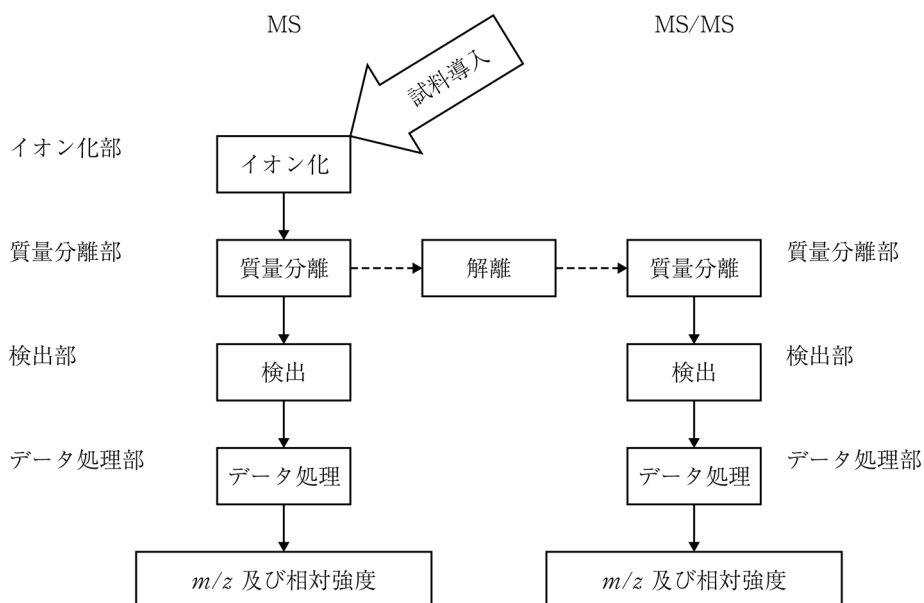 MS
MS/MS
試料導入
イオン化部
イオン化
質量分離部
質量分離
解離
質量分離
質量分離部
検出部
検出
検出
検出部
データ処理部
データ処理
データ処理
データ処理部
m/z 及び相対強度
m/z 及び相対強度